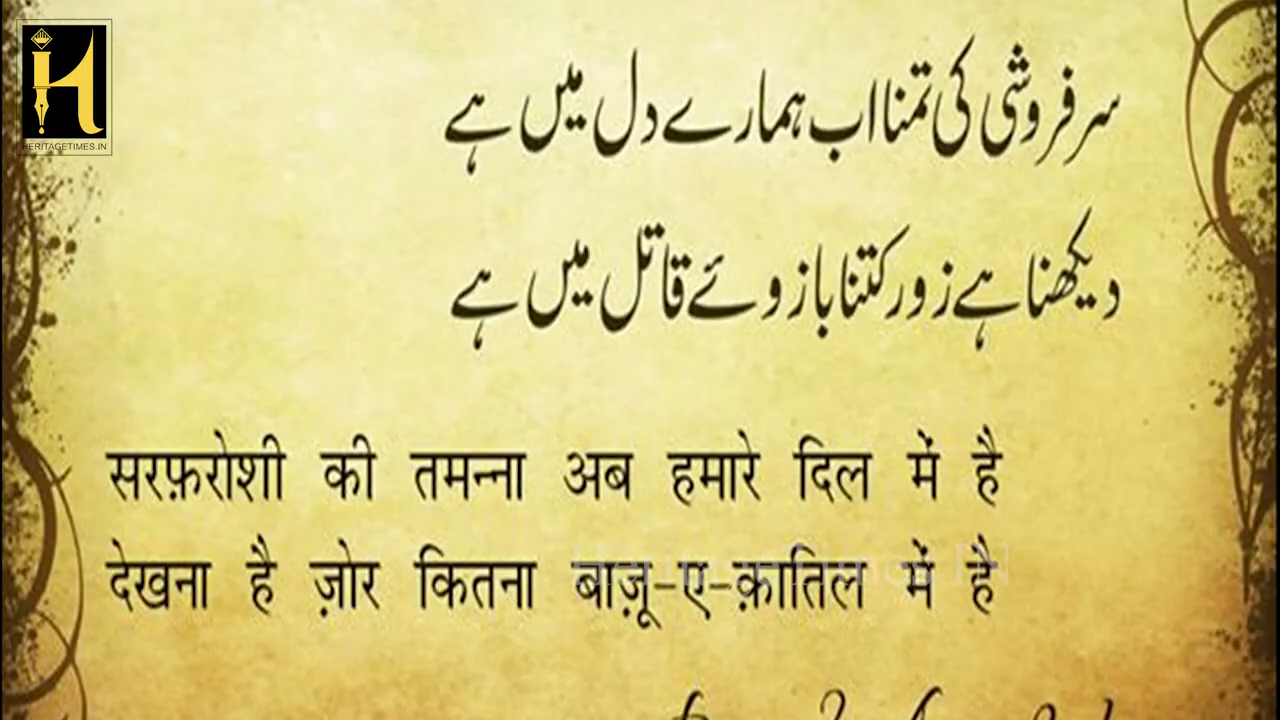 HERITAGETIMES.IN
سرفروشی کی تمنا اب ہمارے دل میں ہے
دیکھنا ہے زور کتنا بازوئے قاتل میں ہے
सरफ़रोशी की तमन्ना अब हमारे दिल में है
देखना है ज़ोर कितना बाज़ू-ए-क़ातिल में है